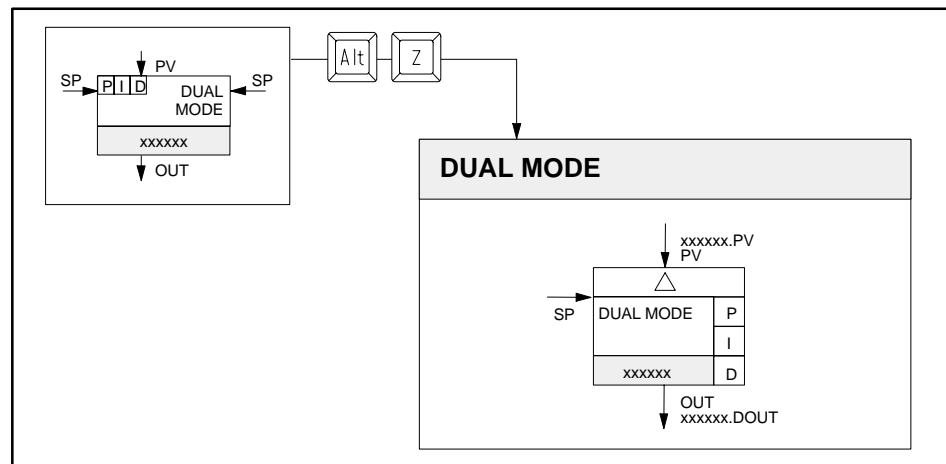 PV
SP
P I D
DUAL
MODE
SP
xxxxxx
OUT
Alt
Z
DUAL MODE
xxxxxx.PV
PV
SP
DUAL MODE
P
I
xxxxxx
D
OUT
xxxxxx.DOUT